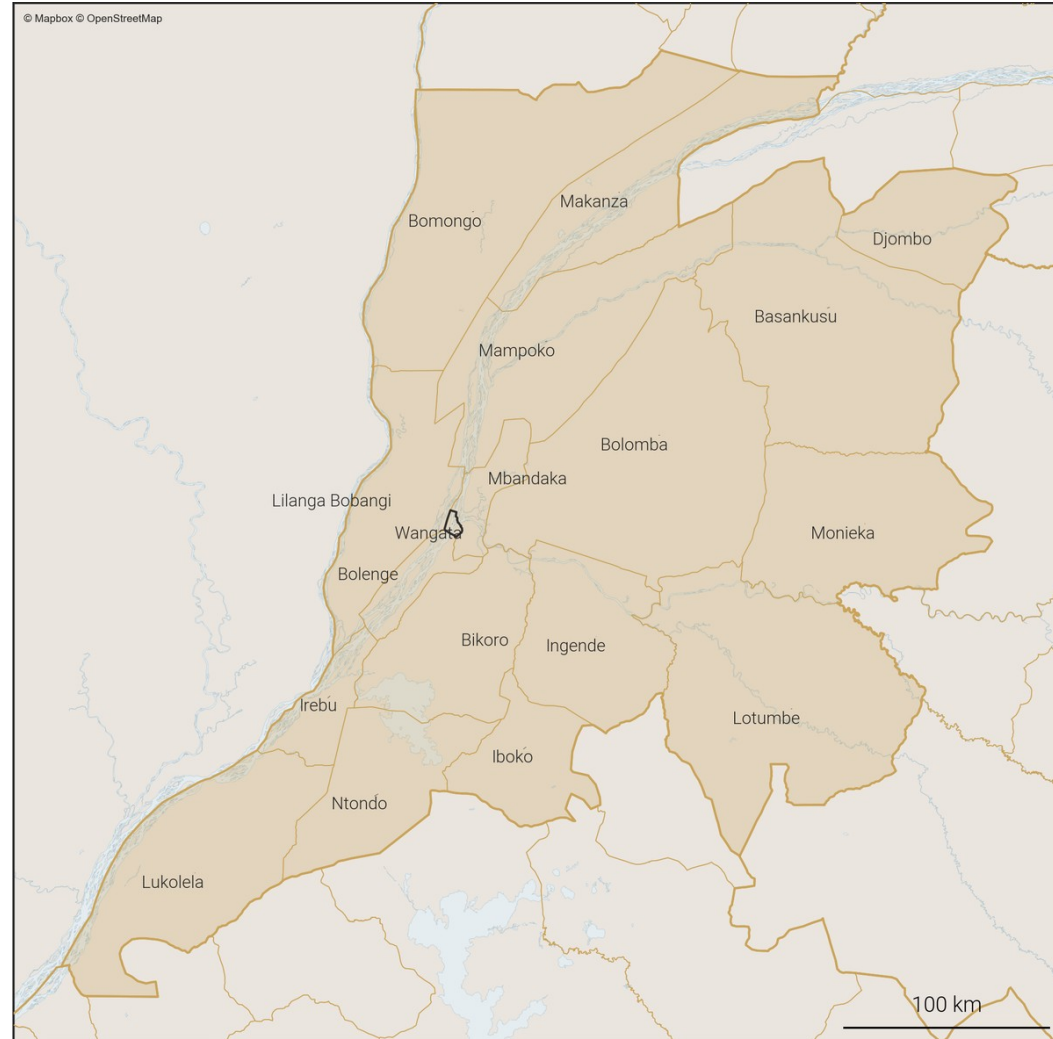 © Mapbox © OpenStreetMap
Makanza
Bomongo
Djombo
Basankusu
Mampoko
Bolomba
Mbandaka
Lilanga Bobangi
Wangata
Monieka
Bolenge
Bikoro
Ingende
Irebu
Lotumbe
Iboko
Ntondo
Lukolela
100 km